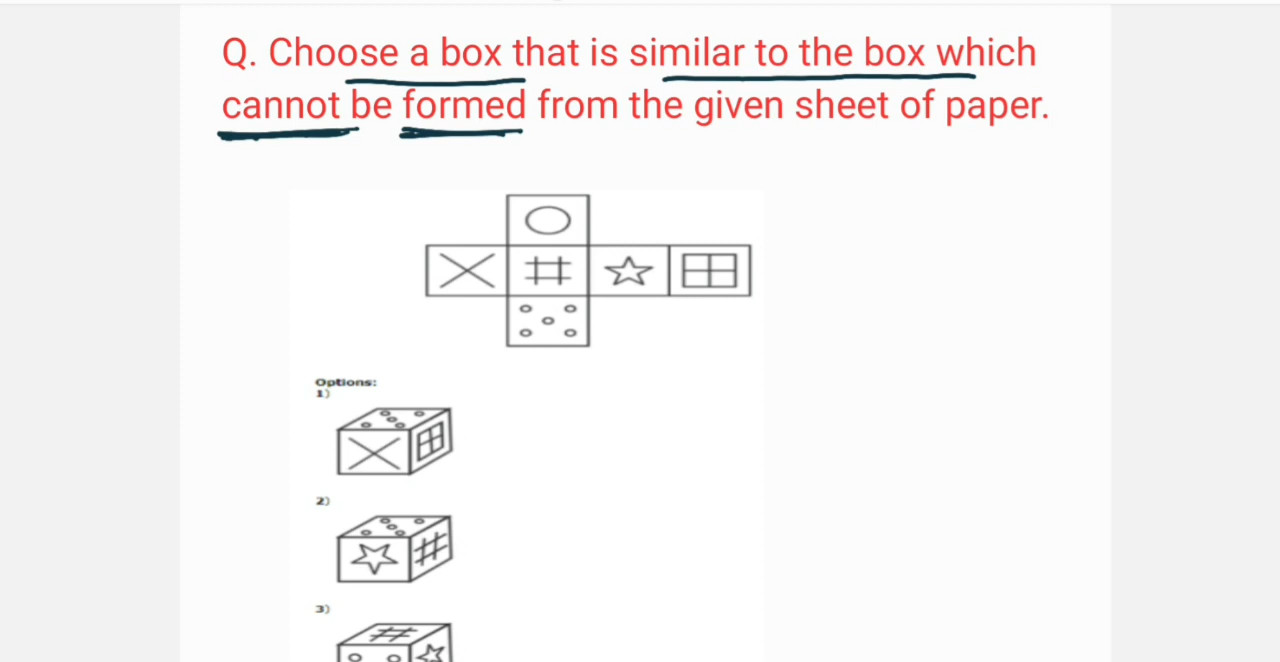 Q. Choose a box that is similar to the box which
cannot be formed from the given sheet of paper.
Options:
1)
2)
3)